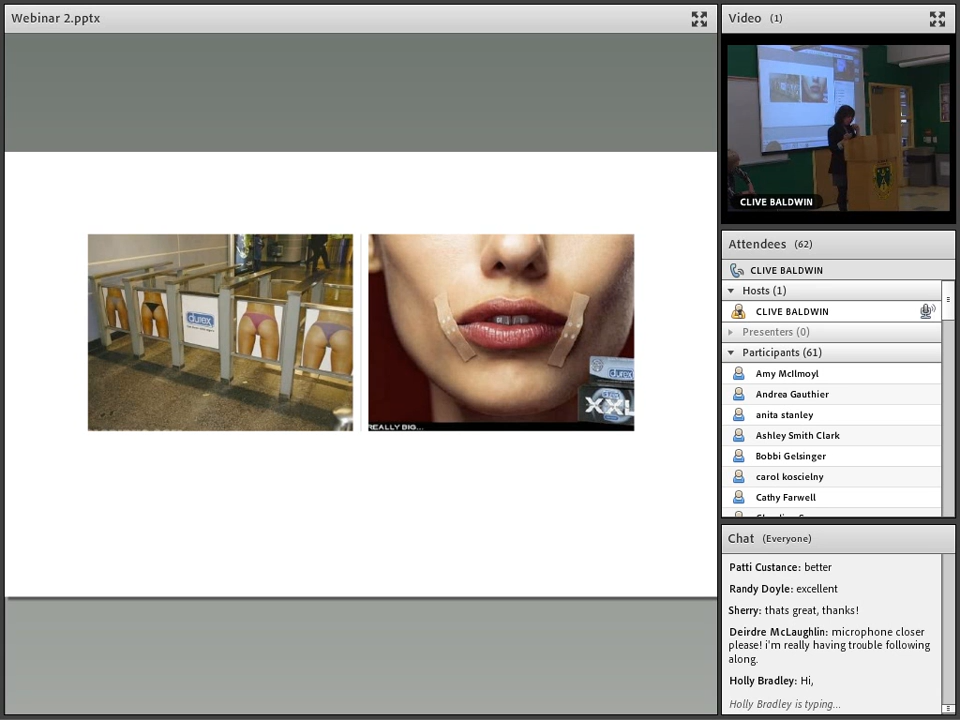 Webinar 2.pptx
durex
durex
XXL
REALLY BIG...
Video (1)
CLIVE BALDWIN
Attendees (62)
CLIVE BALDWIN
Hosts (1)
CLIVE BALDWIN
Presenters (0)
Participants (61)
Amy McIlmoyl
Andrea Gauthier
anita stanley
Ashley Smith Clark
Bobbi Gelsinger
carol koscielny
Cathy Farwell
Chat (Everyone)
Patti Custance: better
Randy Doyle: excellent
Sherry: thats great, thanks!
Deirdre McLaughlin: microphone closer
please! i'm really having trouble following
along.
Holly Bradley: Hi,
Holly Bradley is typing...